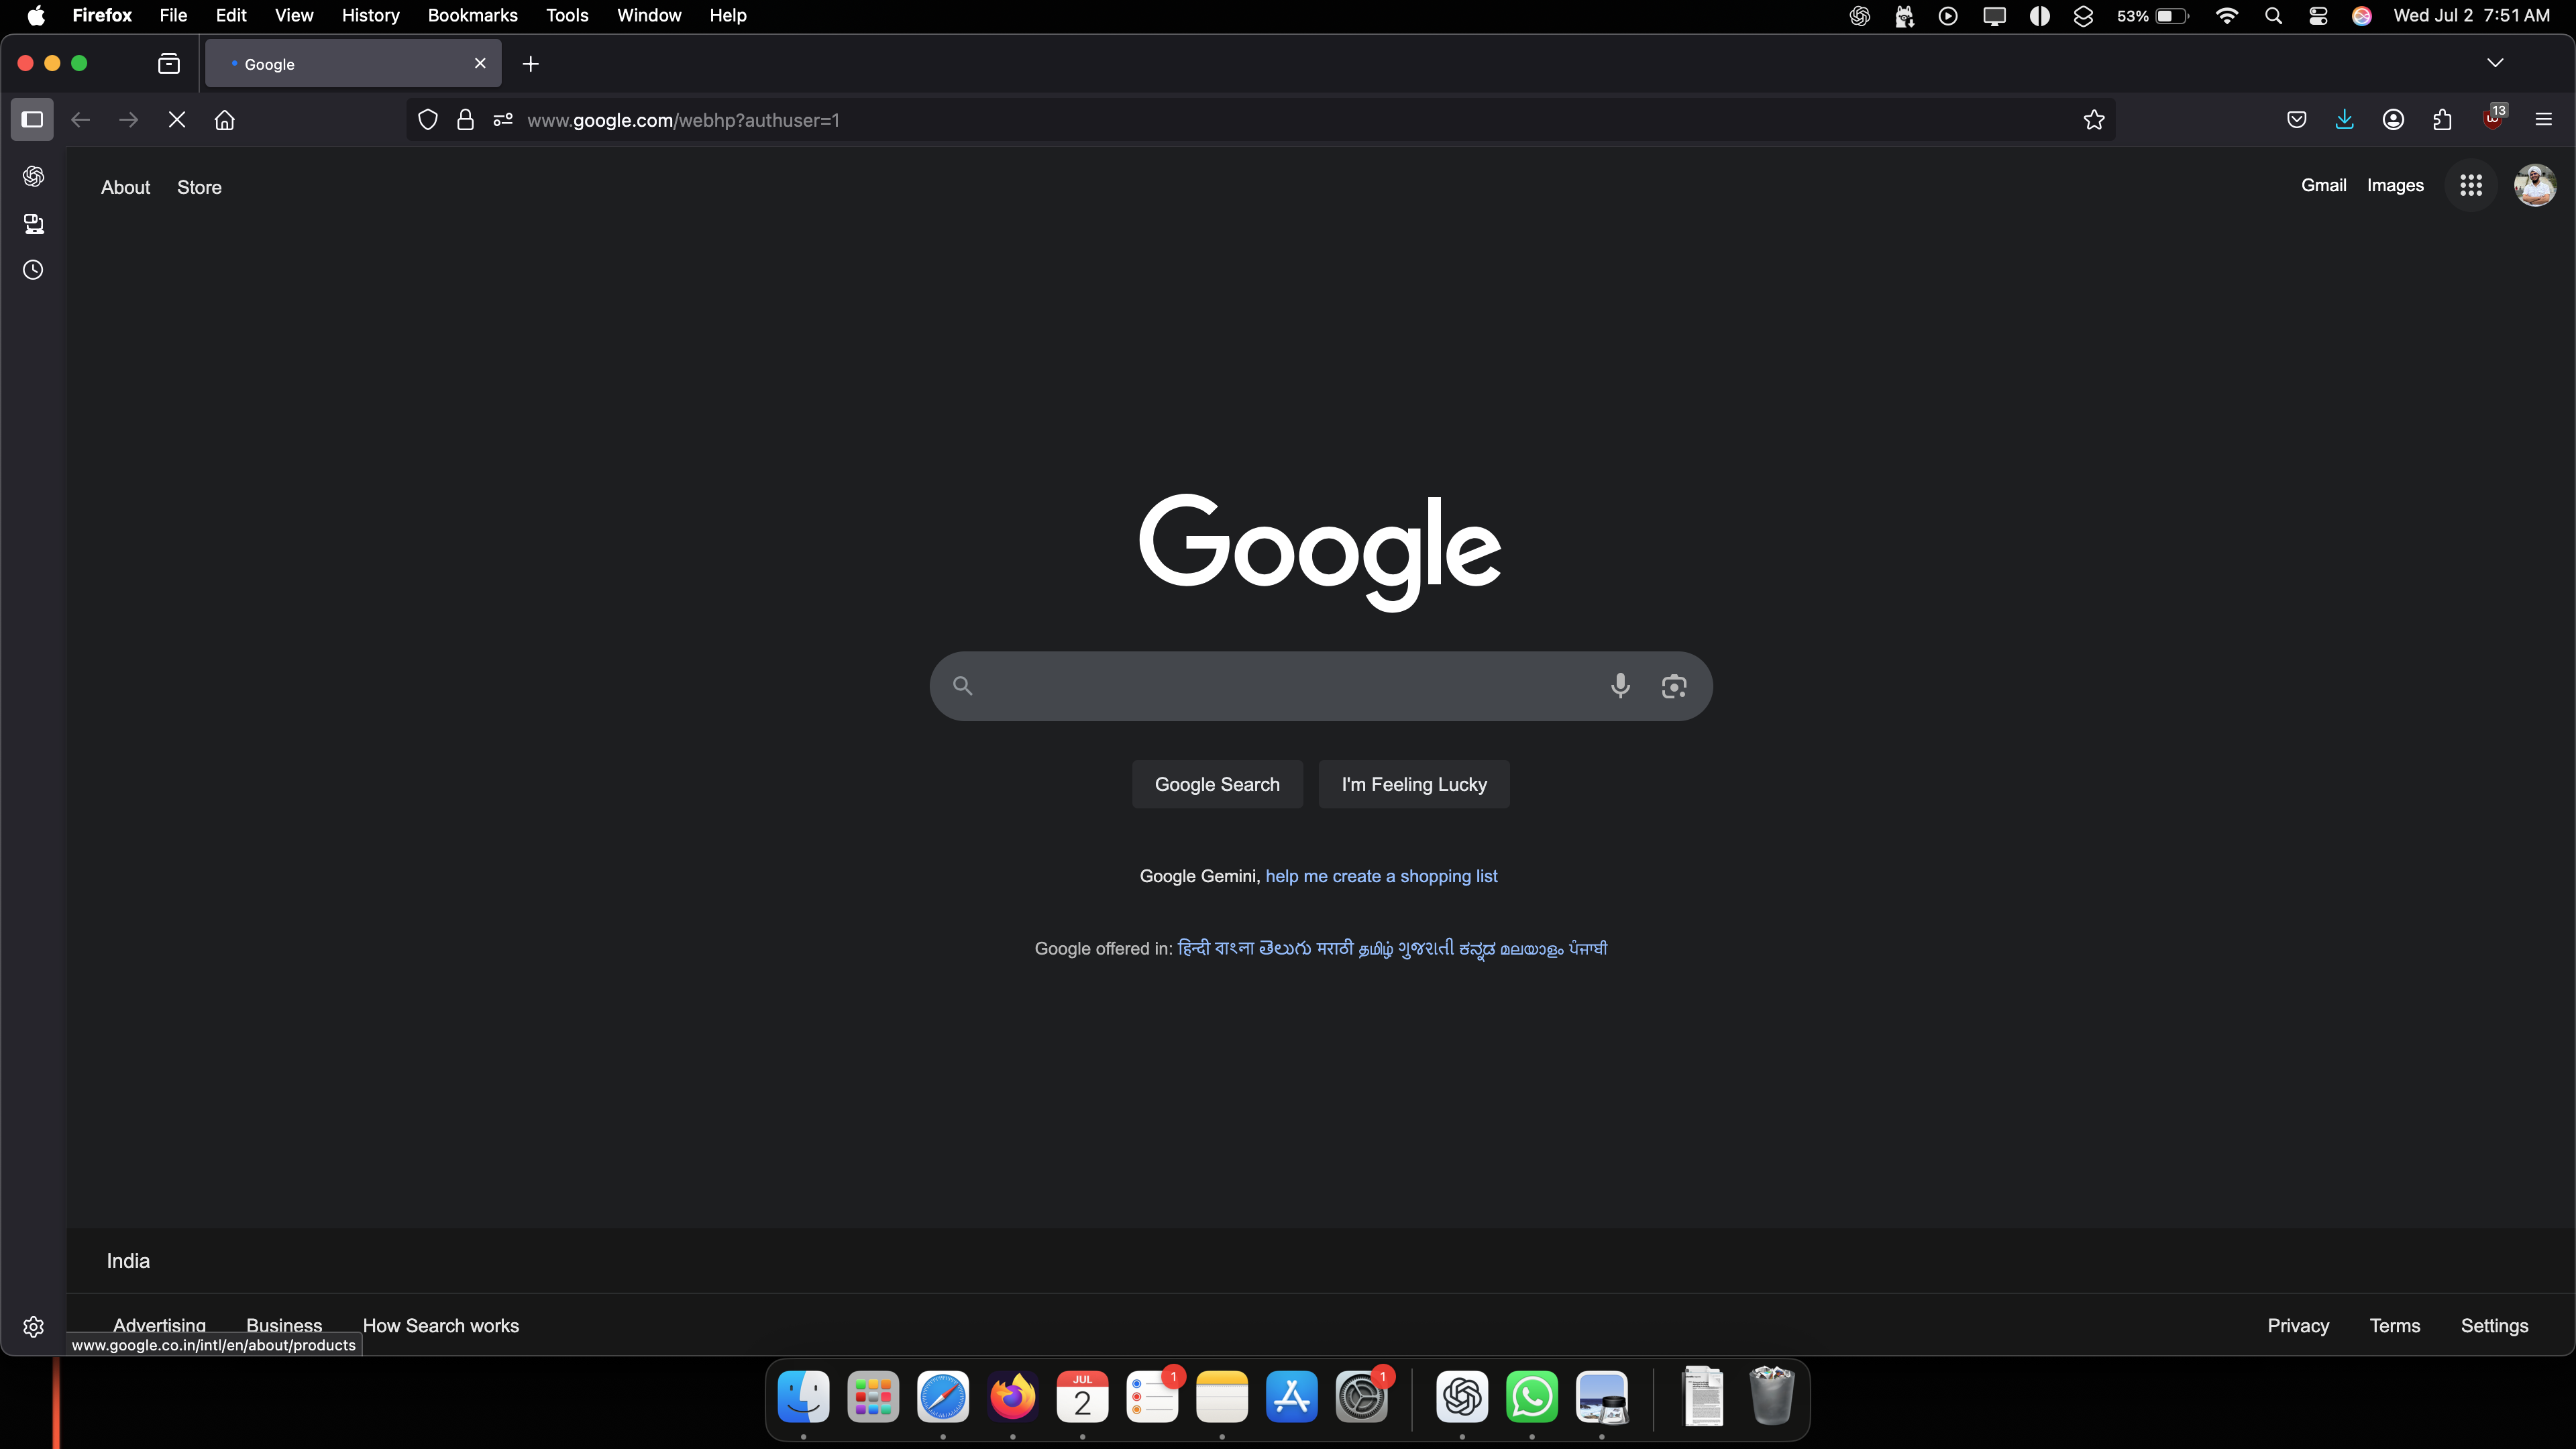 Firefox File Edit View History Bookmarks Tools Window Help 53% Wed Jul 2 7:51 AM
Google
www.google.com/webhp?authuser=1 13
About Store Gmail Images
Google
Google Search I'm Feeling Lucky
Google Gemini, help me create a shopping list
Google offered in: हिन्दी বাংলা తెలుగు मराठी தமிழ் ગુજરાતી ಕನ್ನಡ മലയാളം ਪੰਜਾਬੀ
India
Advertising Business How Search works Privacy Terms Settings
www.google.co.in/intl/en/about/products
JUL 1 1
2